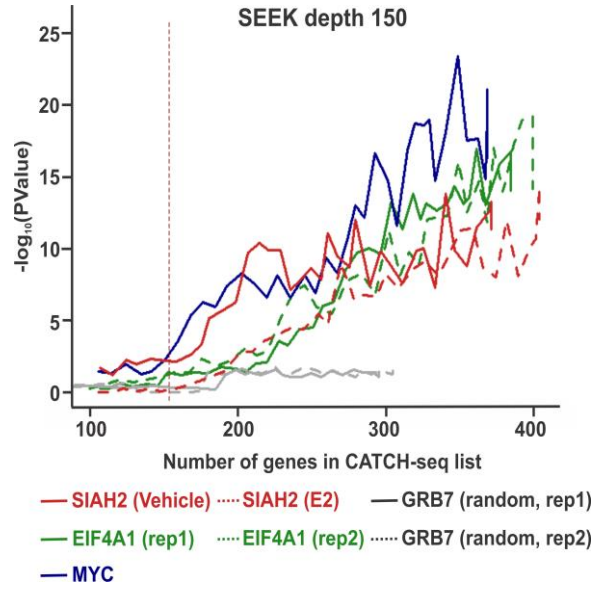 SEEK depth 150
25
20
15
10
5
0
-log₁₀(PValue)
100 200 300 400
Number of genes in CATCH-seq list
SIAH2 (Vehicle) SIAH2 (E2) GRB7 (random, rep1)
EIF4A1 (rep1) EIF4A1 (rep2) GRB7 (random, rep2)
MYC